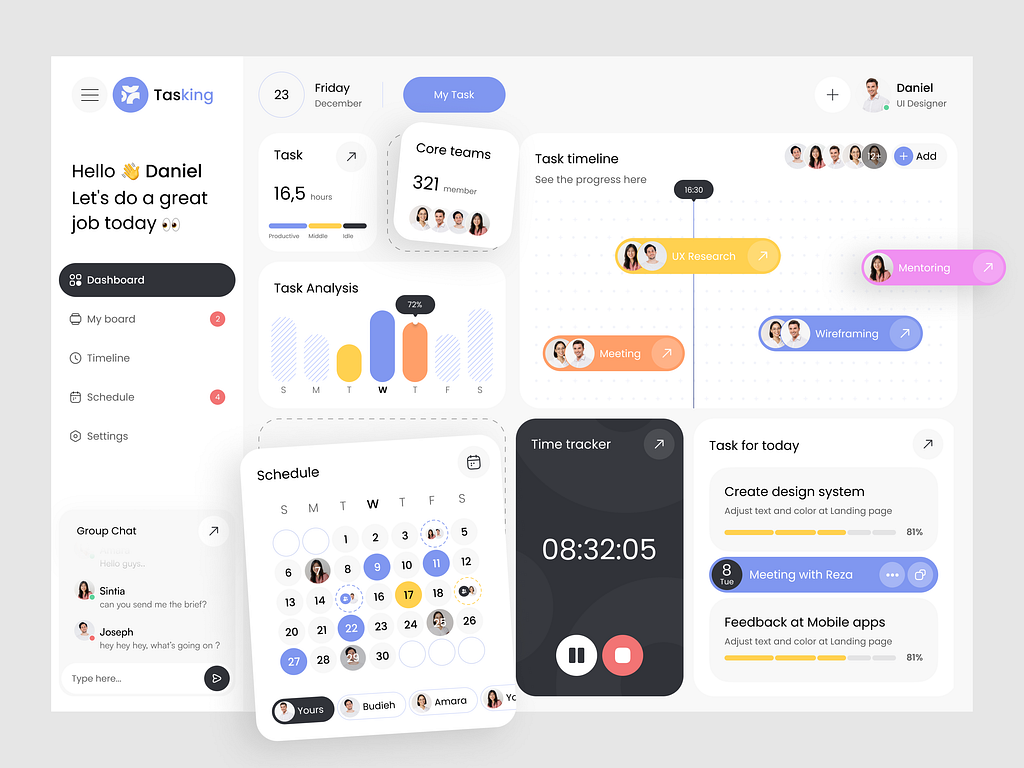 Tasking
Hello 👋 Daniel
Let's do a great
job today 👀
Dashboard
My board
2
Timeline
Schedule
4
Settings
Group Chat
Hello guys..
Sintia
can you send me the brief?
Joseph
hey hey hey, what's going on ?
Type here...
23
Friday
December
My Task
Daniel
UI Designer
Task
16,5 hours
Productive Middle Idle
Core teams
321 member
Task Analysis
72%
S M T W T F S
Task timeline
See the progress here
12+
Add
16:30
UX Research
Mentoring
Wireframing
Meeting
Schedule
S M T W T F S
1 2 3 5
6 8 9 10 11 12
13 14 16 17 18
20 21 22 23 24 25 26
27 28 29 30
Yours
Budieh
Amara
Yo
Time tracker
08:32:05
Task for today
Create design system
Adjust text and color at Landing page
81%
8
Tue
Meeting with Reza
Feedback at Mobile apps
Adjust text and color at Landing page
81%